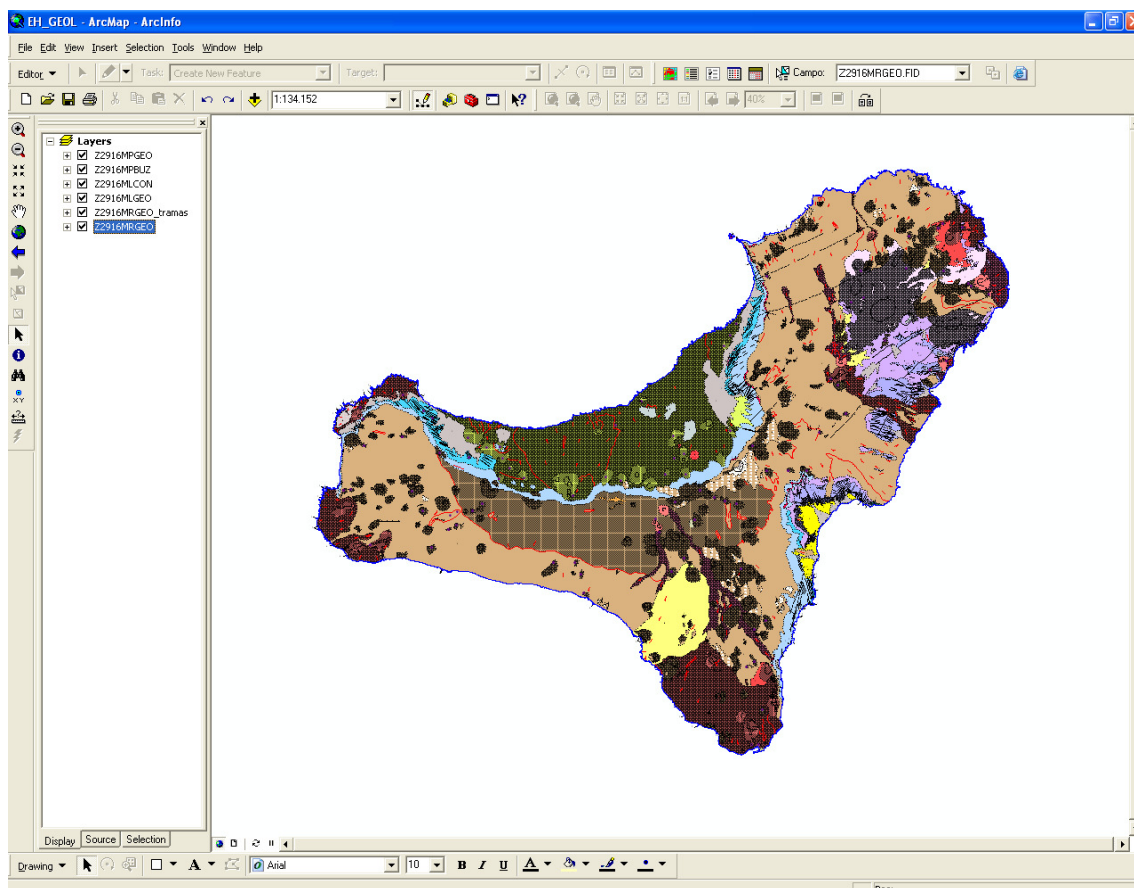 EH_GEOL - ArcMap - ArcInfo
File Edit View Insert Selection Tools Window Help
Editor Task: Create New Feature Target: Campo: Z2916MRGEO.FID
1:134.152 40%
Layers
Z2916MPGEO
Z2916MPBUZ
Z2916MLCON
Z2916MLGEO
Z2916MRGEO_tramas
Z2916MRGEO
XY
Display Source Selection
Drawing A Arial 10 B I U A